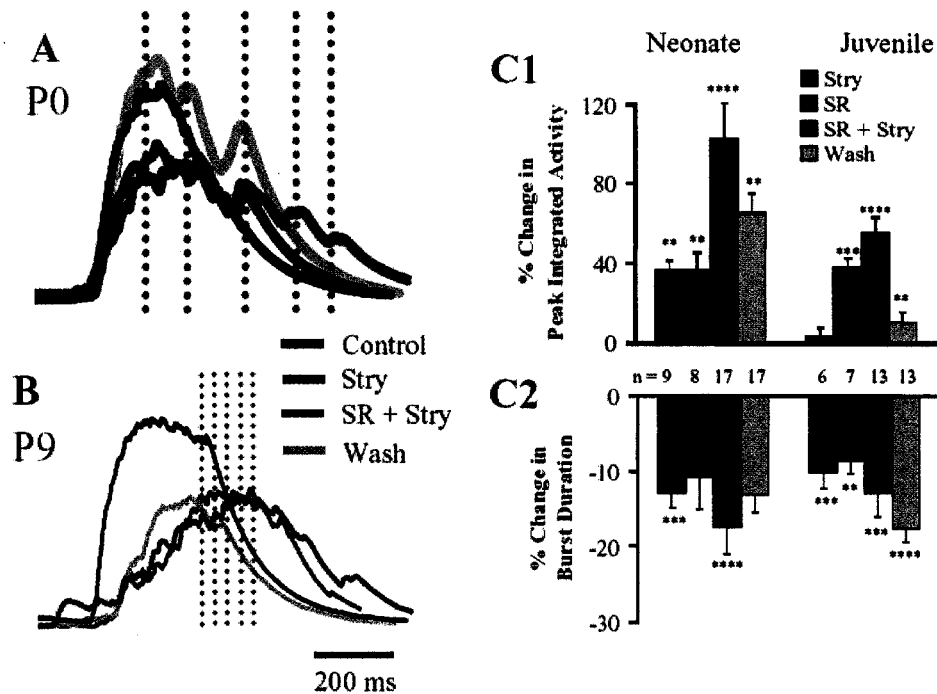 A
P0
Control
Stry
SR + Stry
Wash
B
P9
200 ms
C1
Neonate
Juvenile
Stry
SR
SR + Stry
Wash
% Change in
Peak Integrated Activity
120
80
40
0
**
**
****
**
***
****
**
n = 9 8 17 17 6 7 13 13
C2
% Change in
Burst Duration
0
-10
-20
-30
***
****
***
**
***
****